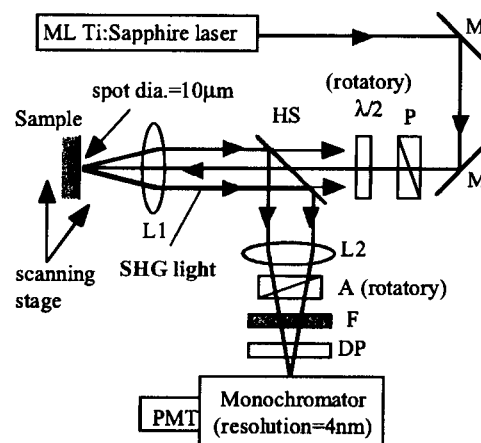 ML Ti:Sapphire laser
M
(rotatory)
λ/2
P
spot dia.=10μm
HS
Sample
M
L1
scanning
stage
SHG light
L2
A (rotatory)
F
DP
PMT
Monochromator
(resolution=4nm)